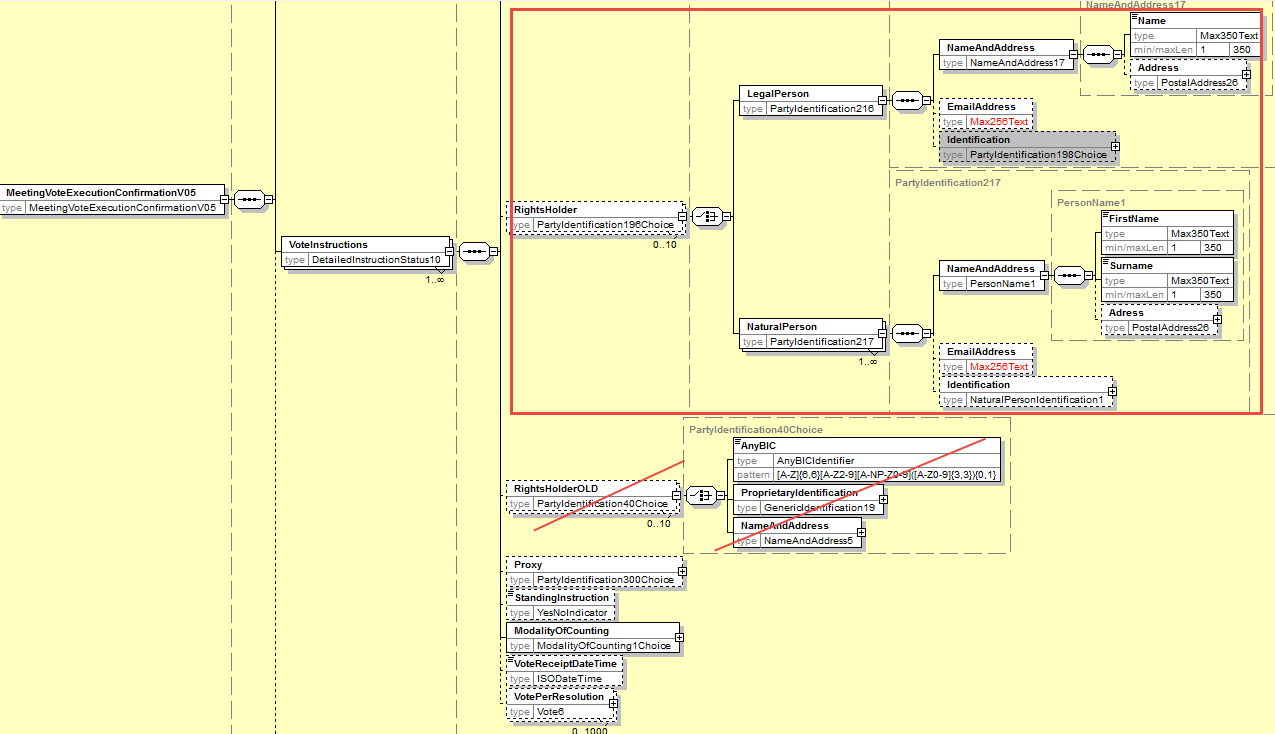 NameAndAddress17
Name
type Max350Text
min/maxLen 1 350
NameAndAddress
type NameAndAddress17
Address
type PostalAddress26
LegalPerson
type PartyIdentification216
EmailAddress
type Max256Text
Identification
type PartyIdentification198Choice
PartyIdentification217
MeetingVoteExecutionConfirmationV05
type MeetingVoteExecutionConfirmationV05
PersonName1
RightsHolder
type PartyIdentification196Choice
0..10
FirstName
type Max350Text
min/maxLen 1 350
VoteInstructions
type DetailedInstructionStatus10
1..∞
Surname
type Max350Text
min/maxLen 1 350
NameAndAddress
type PersonName1
Adress
type PostalAddress26
NaturalPerson
type PartyIdentification217
1..∞
EmailAddress
type Max256Text
Identification
type NaturalPersonIdentification1
PartyIdentification40Choice
AnyBIC
type AnyBICIdentifier
pattern [A-Z]{6,6}[A-Z2-9][A-NP-Z0-9]([A-Z0-9]{3,3}){0,1}
RightsHolderOLD
type PartyIdentification40Choice
0..10
ProprietaryIdentification
type GenericIdentification19
NameAndAddress
type NameAndAddress5
Proxy
type PartyIdentification300Choice
StandingInstruction
type YesNoIndicator
ModalityOfCounting
type ModalityOfCounting1Choice
VoteReceiptDateTime
type ISODateTime
VotePerResolution
type Vote6
0..1000